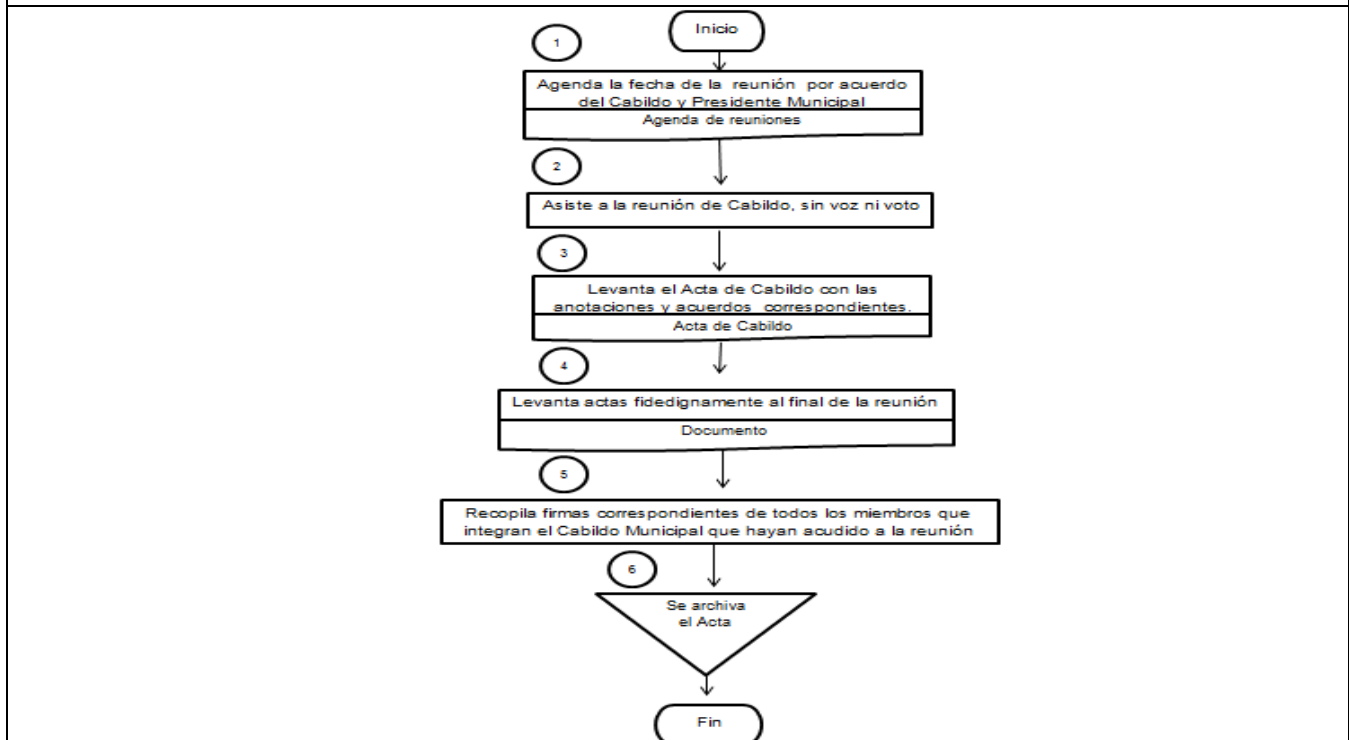 Inicio
1
Agenda la fecha de la reunión por acuerdo
del Cabildo y Presidente Municipal
Agenda de reuniones
2
Asiste a la reunión de Cabildo, sin voz ni voto
3
Levanta el Acta de Cabildo con las
anotaciones y acuerdos correspondientes.
Acta de Cabildo
4
Levanta actas fidedignamente al final de la reunión
Documento
5
Recopila firmas correspondientes de todos los miembros que
integran el Cabildo Municipal que hayan acudido a la reunión
6
Se archiva
el Acta
Fin